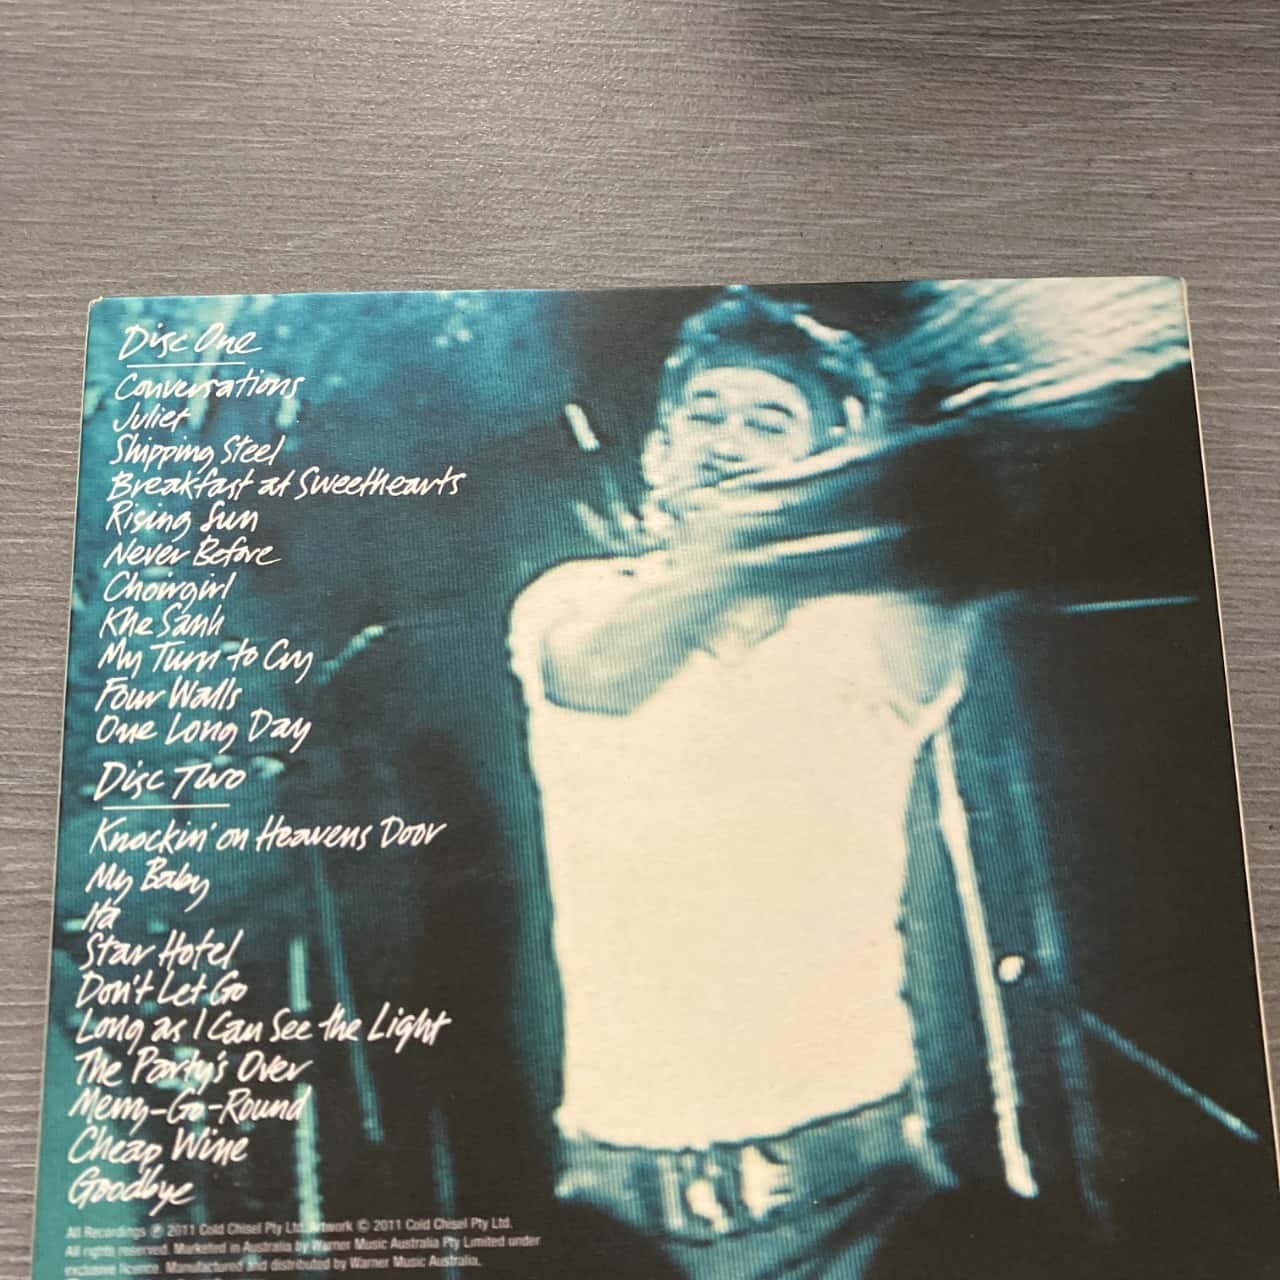 Disc One
Conversations
Juliet
Shipping Steel
Breakfast at Sweethearts
Rising Sun
Never Before
Choirgirl
Khe Sanh
My Turn to Cry
Four Walls
One Long Day
Disc Two
Knockin' on Heavens Door
My Baby
Ita
Star Hotel
Don't Let Go
Long as I Can See the Light
The Party's Over
Merry-Go-Round
Cheap Wine
Goodbye
All Recordings ℗ 2011 Cold Chisel Pty Ltd. Artwork © 2011 Cold Chisel Pty Ltd.
All rights reserved. Marketed in Australia by Warner Music Australia Pty Limited under
exclusive licence. Manufactured and distributed by Warner Music Australia.